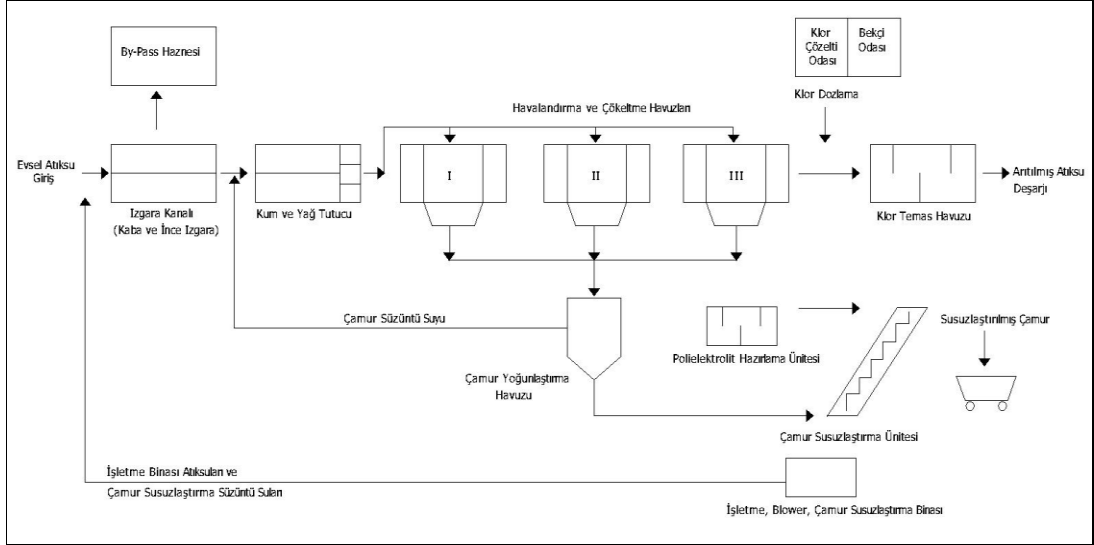 Klor
Çözelti
Odası
Bekçi
Odası
By-Pass Haznesi
Klor Dozlama
Havalandırma ve Çökeltme Havuzları
Evsel Atıksu
Giriş
I
II
III
Arıtılmış Atıksu
Deşarjı
Izgara Kanalı
(Kaba ve İnce Izgara)
Kum ve Yağ Tutucu
Klor Temas Havuzu
Çamur Süzüntü Suyu
Susuzlaştırılmış Çamur
Polielektrolit Hazırlama Ünitesi
Çamur Yoğunlaştırma
Havuzu
Çamur Susuzlaştırma Ünitesi
İşletme Binası Atıksuları ve
Çamur Susuzlaştırma Süzüntü Suları
İşletme, Blower, Çamur Susuzlaştırma Binası